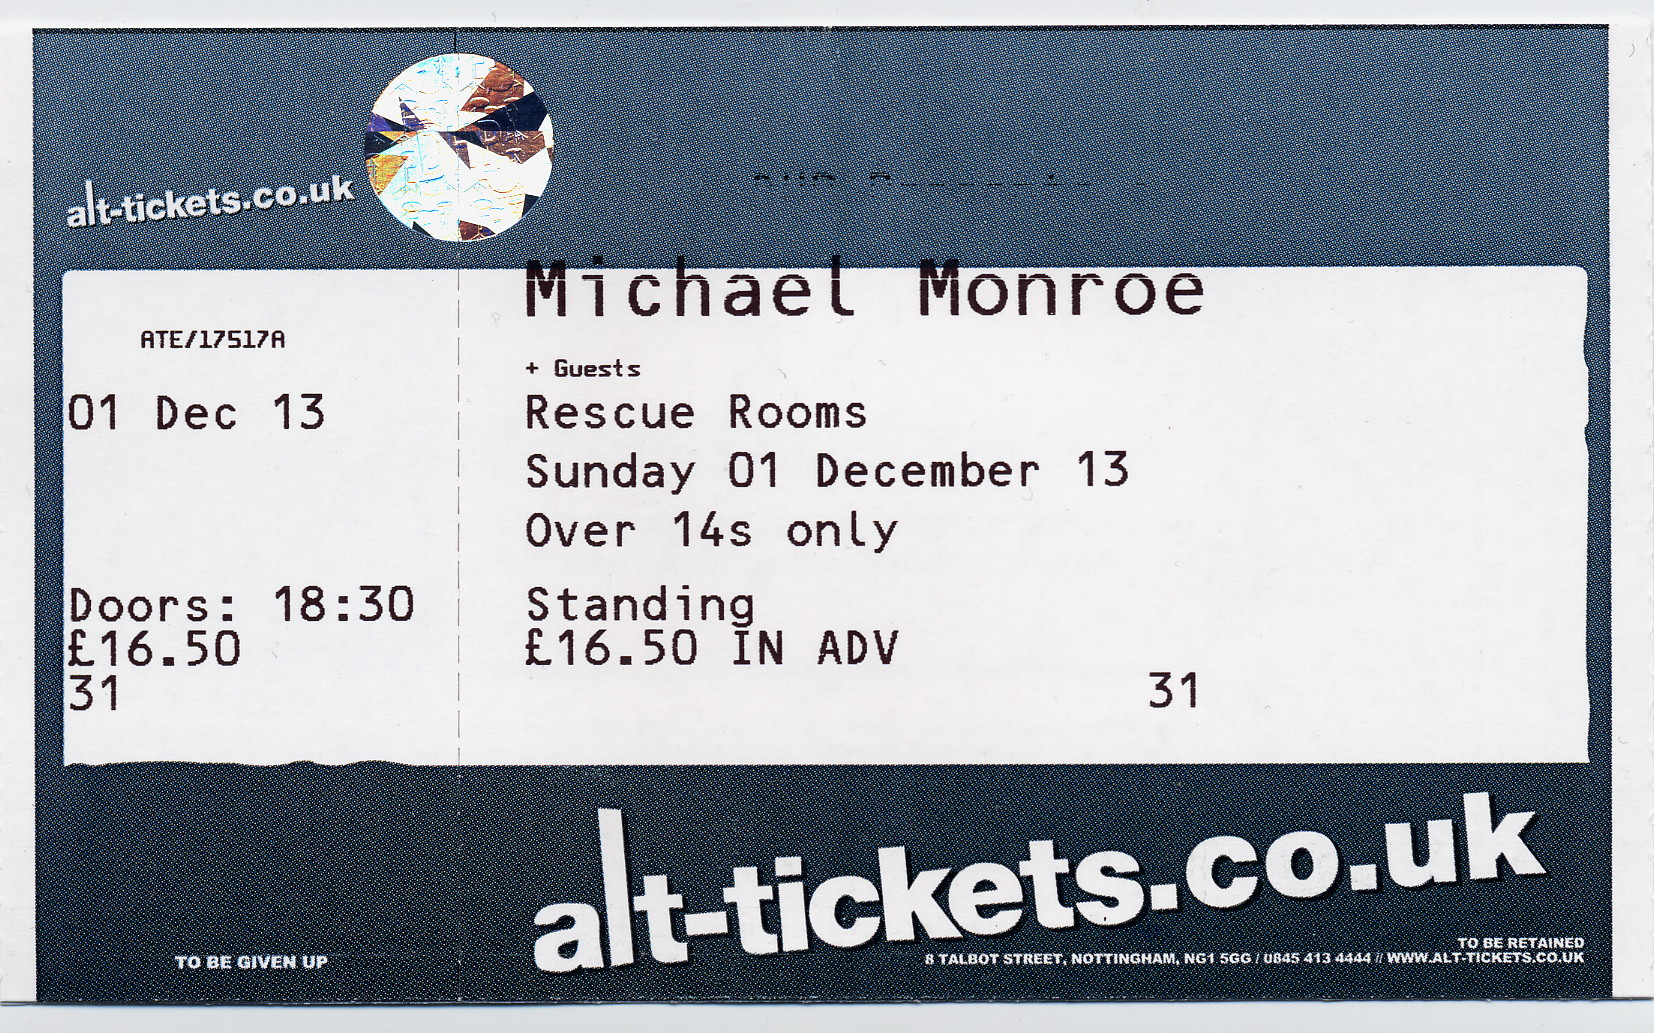 alt-tickets.co.uk
ATE/17517A
01 Dec 13
Doors: 18:30
£16.50
31
TO BE GIVEN UP
Michael Monroe
+ Guests
Rescue Rooms
Sunday 01 December 13
Over 14s only
Standing
£16.50 IN ADV
31
alt-tickets.co.uk
TO BE RETAINED
8 TALBOT STREET, NOTTINGHAM, NG1 5GG / 0845 413 4444 // WWW.ALT-TICKETS.CO.UK